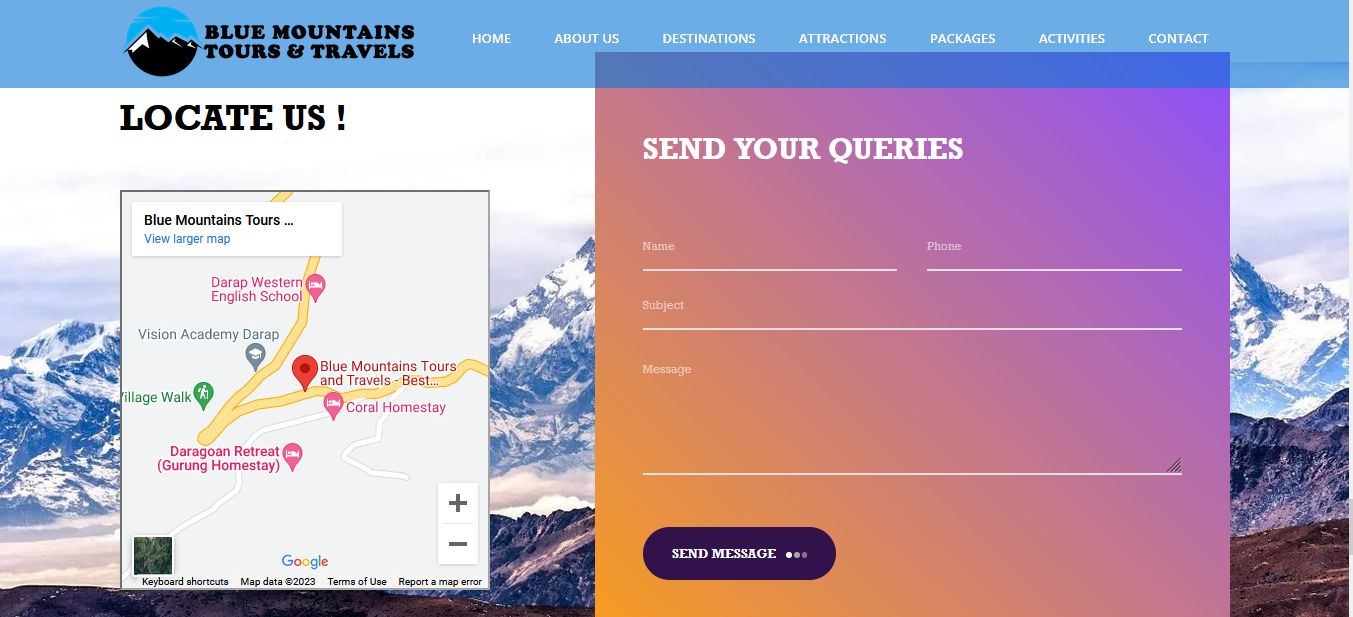 BLUE MOUNTAINS
TOURS & TRAVELS
HOME
ABOUT US
DESTINATIONS
ATTRACTIONS
PACKAGES
ACTIVITIES
CONTACT
LOCATE US !
Blue Mountains Tours ...
View larger map
Darap Western
English School
Vision Academy Darap
Blue Mountains Tours
and Travels - Best...
Village Walk
Coral Homestay
Daragoan Retreat
(Gurung Homestay)
Google
Keyboard shortcuts
Map data ©2023
Terms of Use
Report a map error
SEND YOUR QUERIES
Name
Phone
Subject
Message
SEND MESSAGE